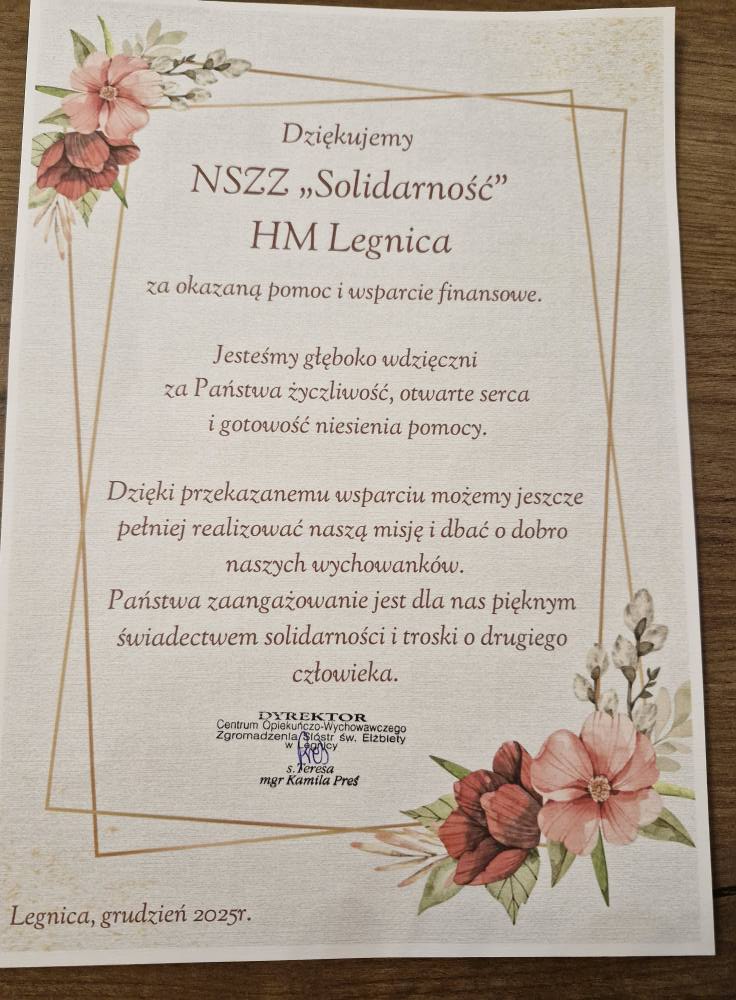 Dziękujemy
NSZZ „Solidarność”
HM Legnica
za okazaną pomoc i wsparcie finansowe.
Jesteśmy głęboko wdzięczni
za Państwa życzliwość, otwarte serca
i gotowość niesienia pomocy.
Dzięki przekazanemu wsparciu możemy jeszcze
pełniej realizować naszą misję i dbać o dobro
naszych wychowanków.
Państwa zaangażowanie jest dla nas pięknym
świadectwem solidarności i troski o drugiego
człowieka.
DYREKTOR
Centrum Opiekuńczo-Wychowawczego
Zgromadzenia Sióstr św. Elżbiety
w Legnicy
s. Teresa
mgr Kamila Preś
Legnica, grudzień 2025r.